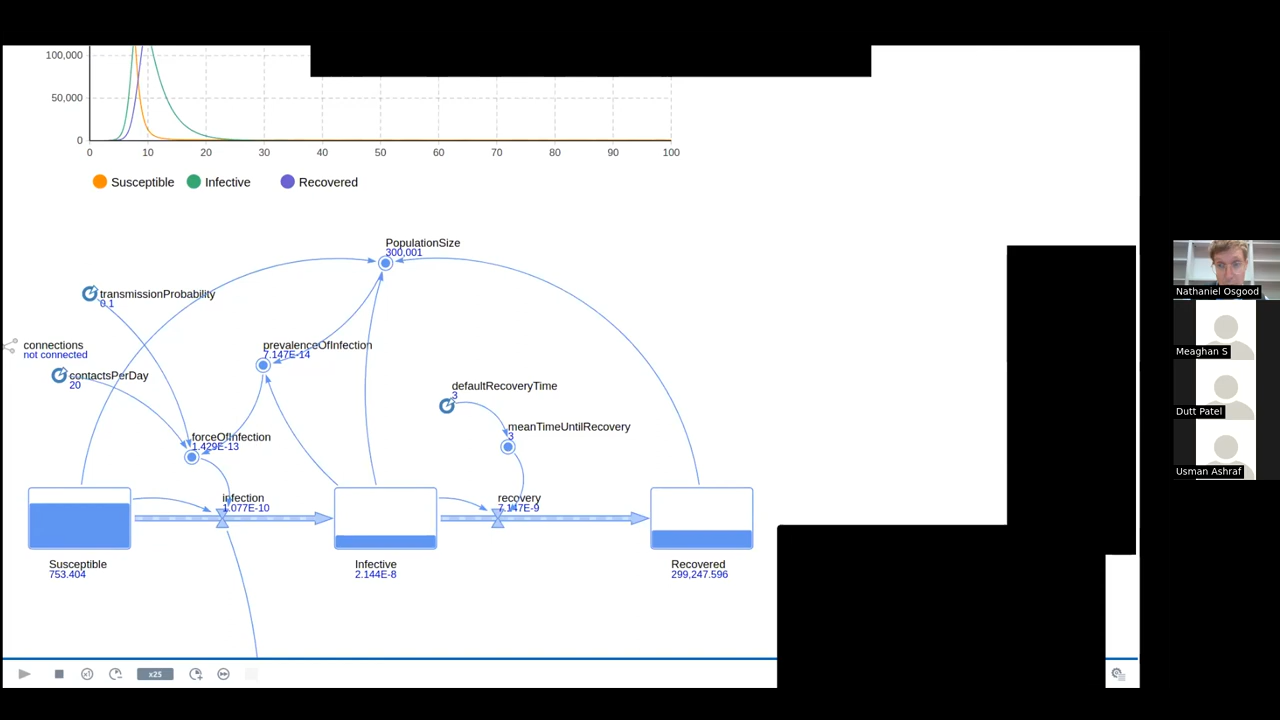 100,000
50,000
0
0 10 20 30 40 50 60 70 80 90 100
Susceptible Infective Recovered
PopulationSize
300,001
transmissionProbability
0.1
connections
not connected
prevalenceOfInfection
7.147E-14
contactsPerDay
20
defaultRecoveryTime
3
meanTimeUntilRecovery
3
forceOfInfection
1.429E-13
infection
1.077E-10
recovery
7.147E-9
Susceptible
753.404
Infective
2.144E-8
Recovered
299,247.596
x1
x25
Nathaniel Osgood
Meaghan S
Dutt Patel
Usman Ashraf